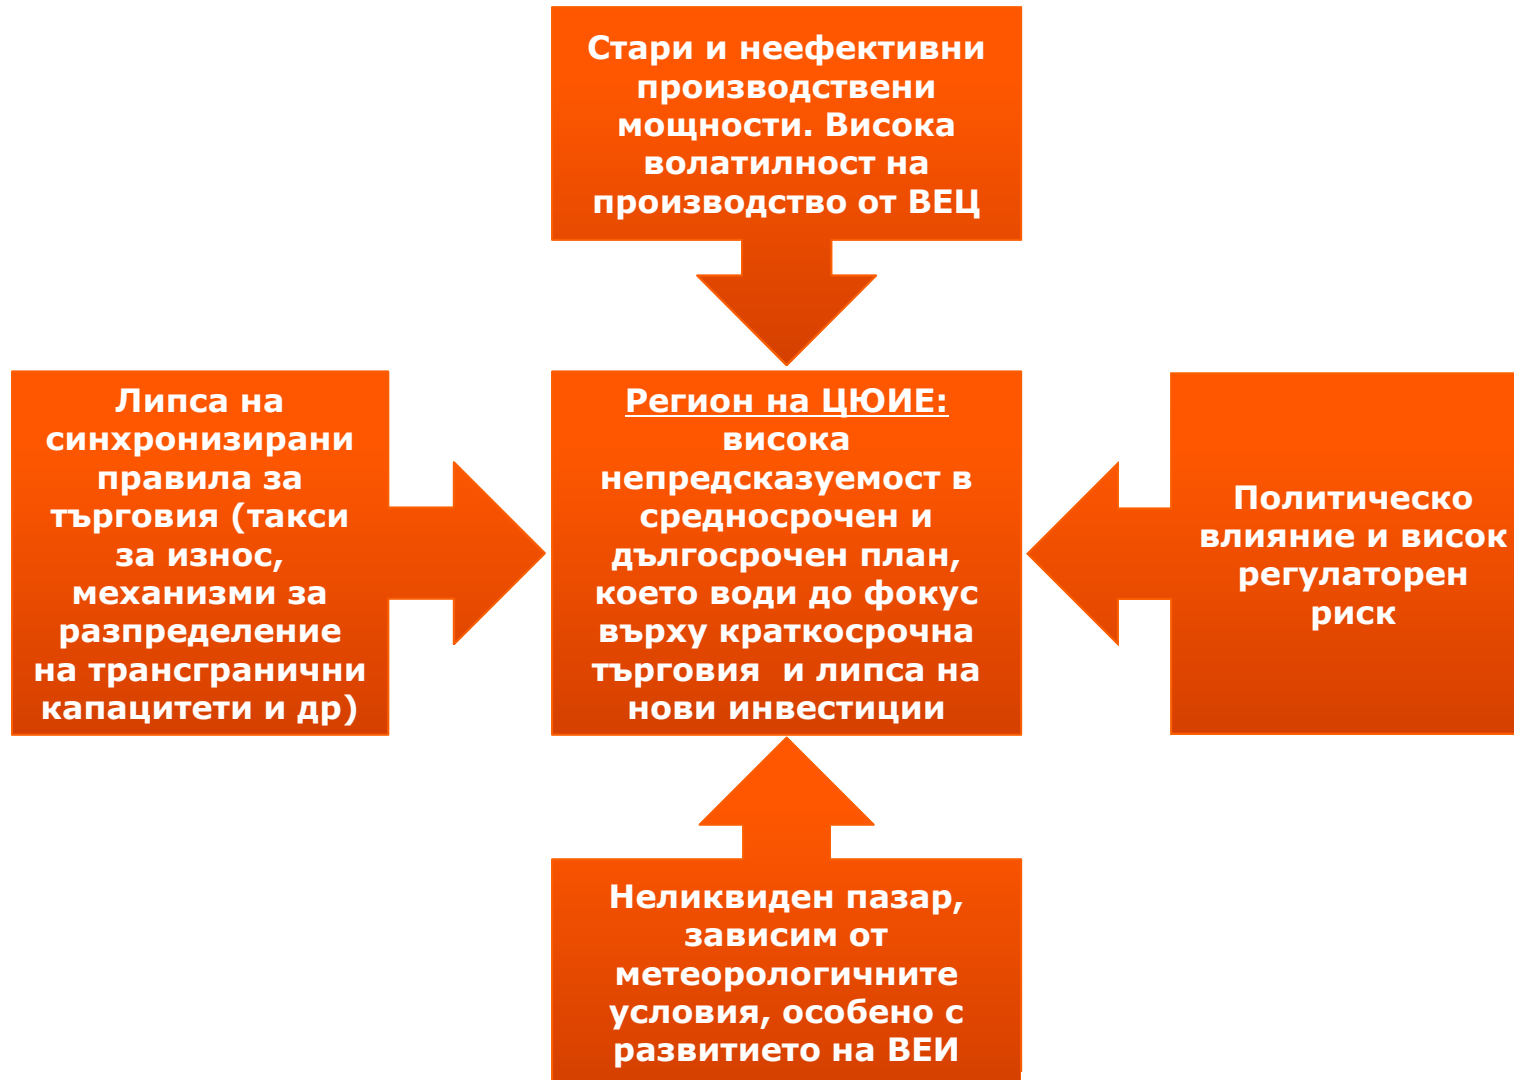 Стари и неефективни
производствени
мощности. Висока
волатилност на
производство от ВЕЦ
Липса на
синхронизирани
правила за
търговия (такси
за износ,
механизми за
разпределение
на трансгранични
капацитети и др)
Регион на ЦЮИЕ:
висока
непредсказуемост в
средносрочен и
дългосрочен план,
което води до фокус
върху краткосрочна
търговия и липса на
нови инвестиции
Политическо
влияние и висок
регулаторен
риск
Неликвиден пазар,
зависим от
метеорологичните
условия, особено с
развитието на ВЕИ